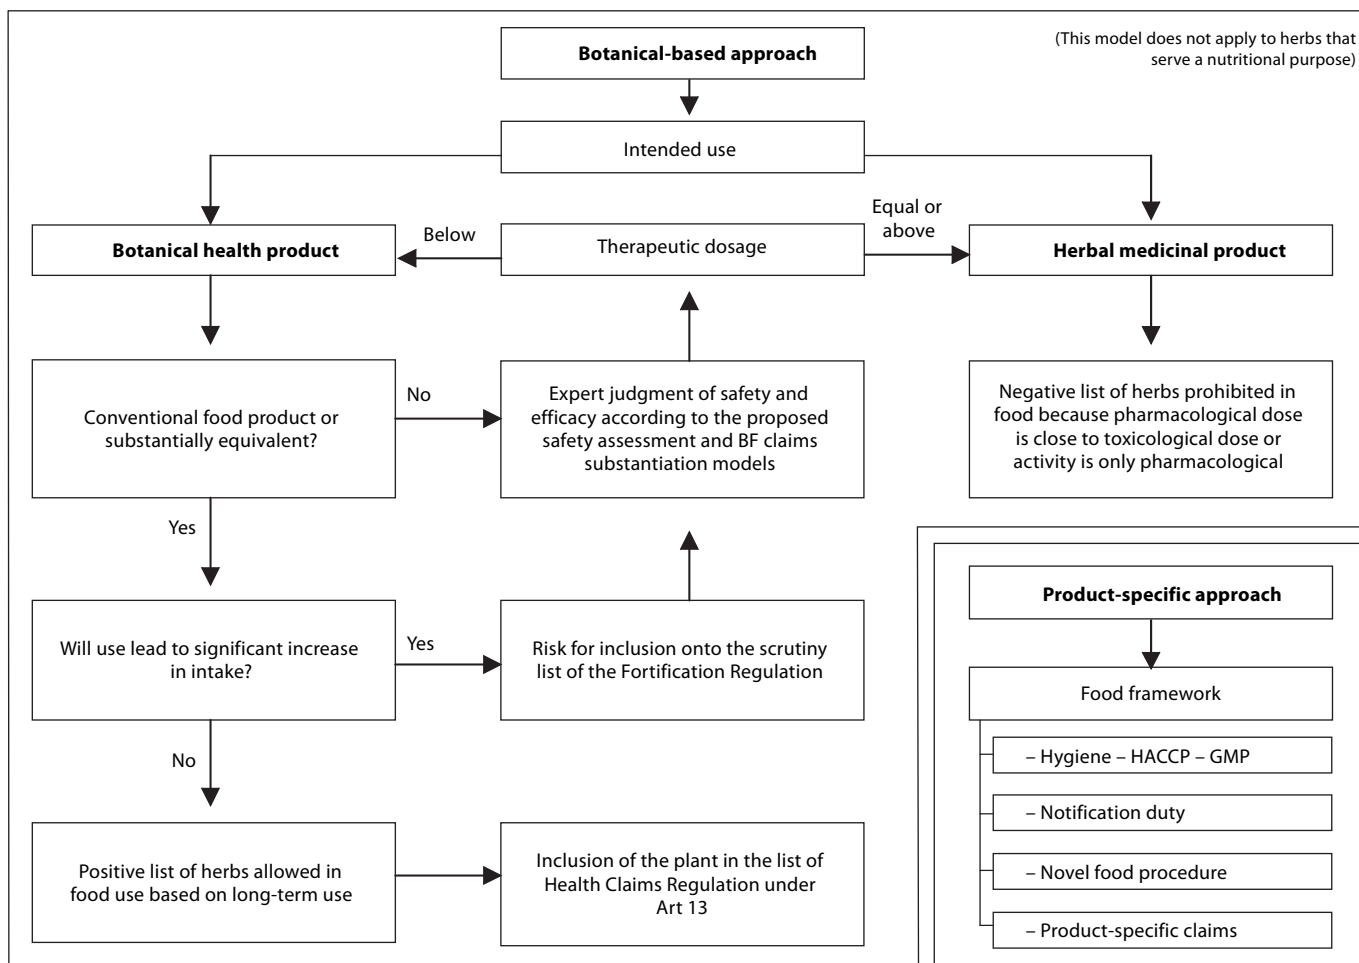 Botanical-based approach
(This model does not apply to herbs that
serve a nutritional purpose)
Intended use
Botanical health product
Below
Therapeutic dosage
Equal or
above
Herbal medicinal product
Conventional food product or
substantially equivalent?
No
Expert judgment of safety and
efficacy according to the proposed
safety assessment and BF claims
substantiation models
Negative list of herbs prohibited in
food because pharmacological dose
is close to toxicological dose or
activity is only pharmacological
Yes
Will use lead to significant increase
in intake?
Yes
Risk for inclusion onto the scrutiny
list of the Fortification Regulation
No
Positive list of herbs allowed in
food use based on long-term use
Inclusion of the plant in the list of
Health Claims Regulation under
Art 13
Product-specific approach
Food framework
– Hygiene – HACCP – GMP
– Notification duty
– Novel food procedure
– Product-specific claims